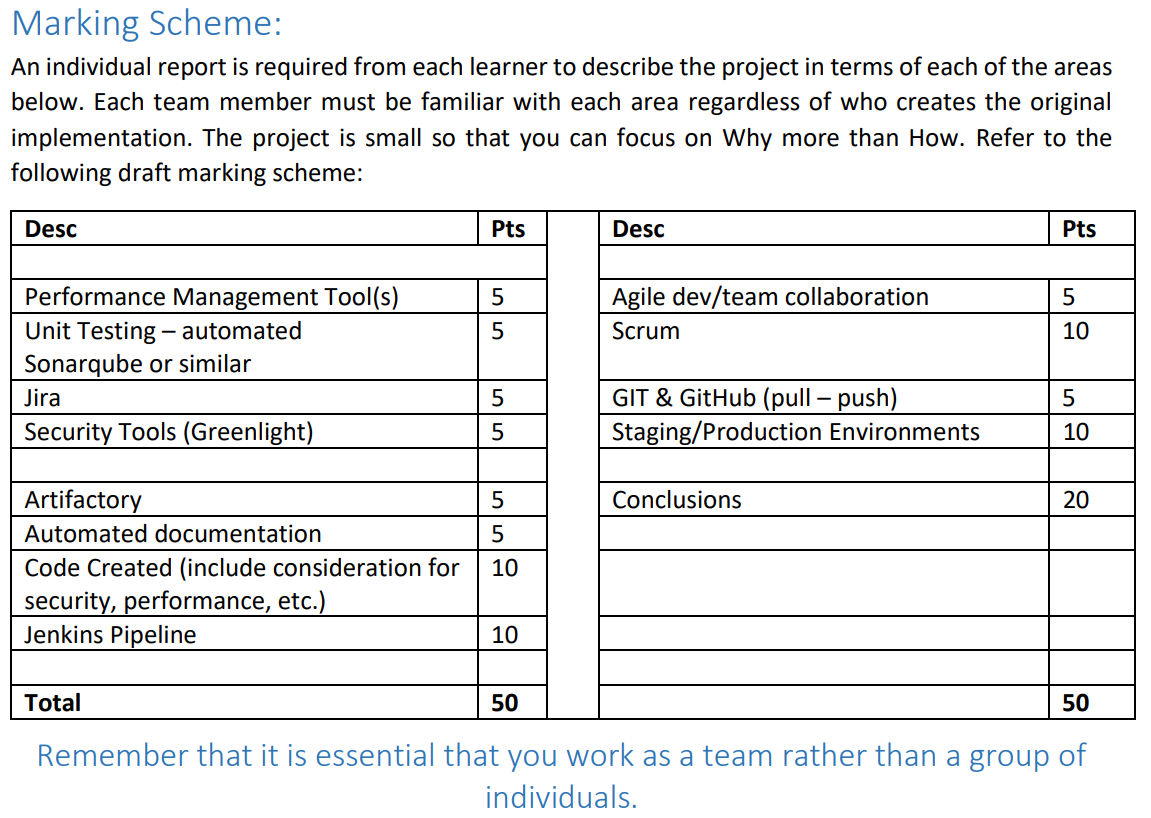 Marking Scheme:
An individual report is required from each learner to describe the project in terms of each of the areas
below. Each team member must be familiar with each area regardless of who creates the original
implementation. The project is small so that you can focus on Why more than How. Refer to the
following draft marking scheme:
Desc Pts Desc Pts
Performance Management Tool(s) 5 Agile dev/team collaboration 5
Unit Testing – automated 5 Scrum 10
Sonarqube or similar
Jira 5 GIT & GitHub (pull – push) 5
Security Tools (Greenlight) 5 Staging/Production Environments 10
Artifactory 5 Conclusions 20
Automated documentation 5
Code Created (include consideration for 10
security, performance, etc.)
Jenkins Pipeline 10
Total 50 50
Remember that it is essential that you work as a team rather than a group of
individuals.